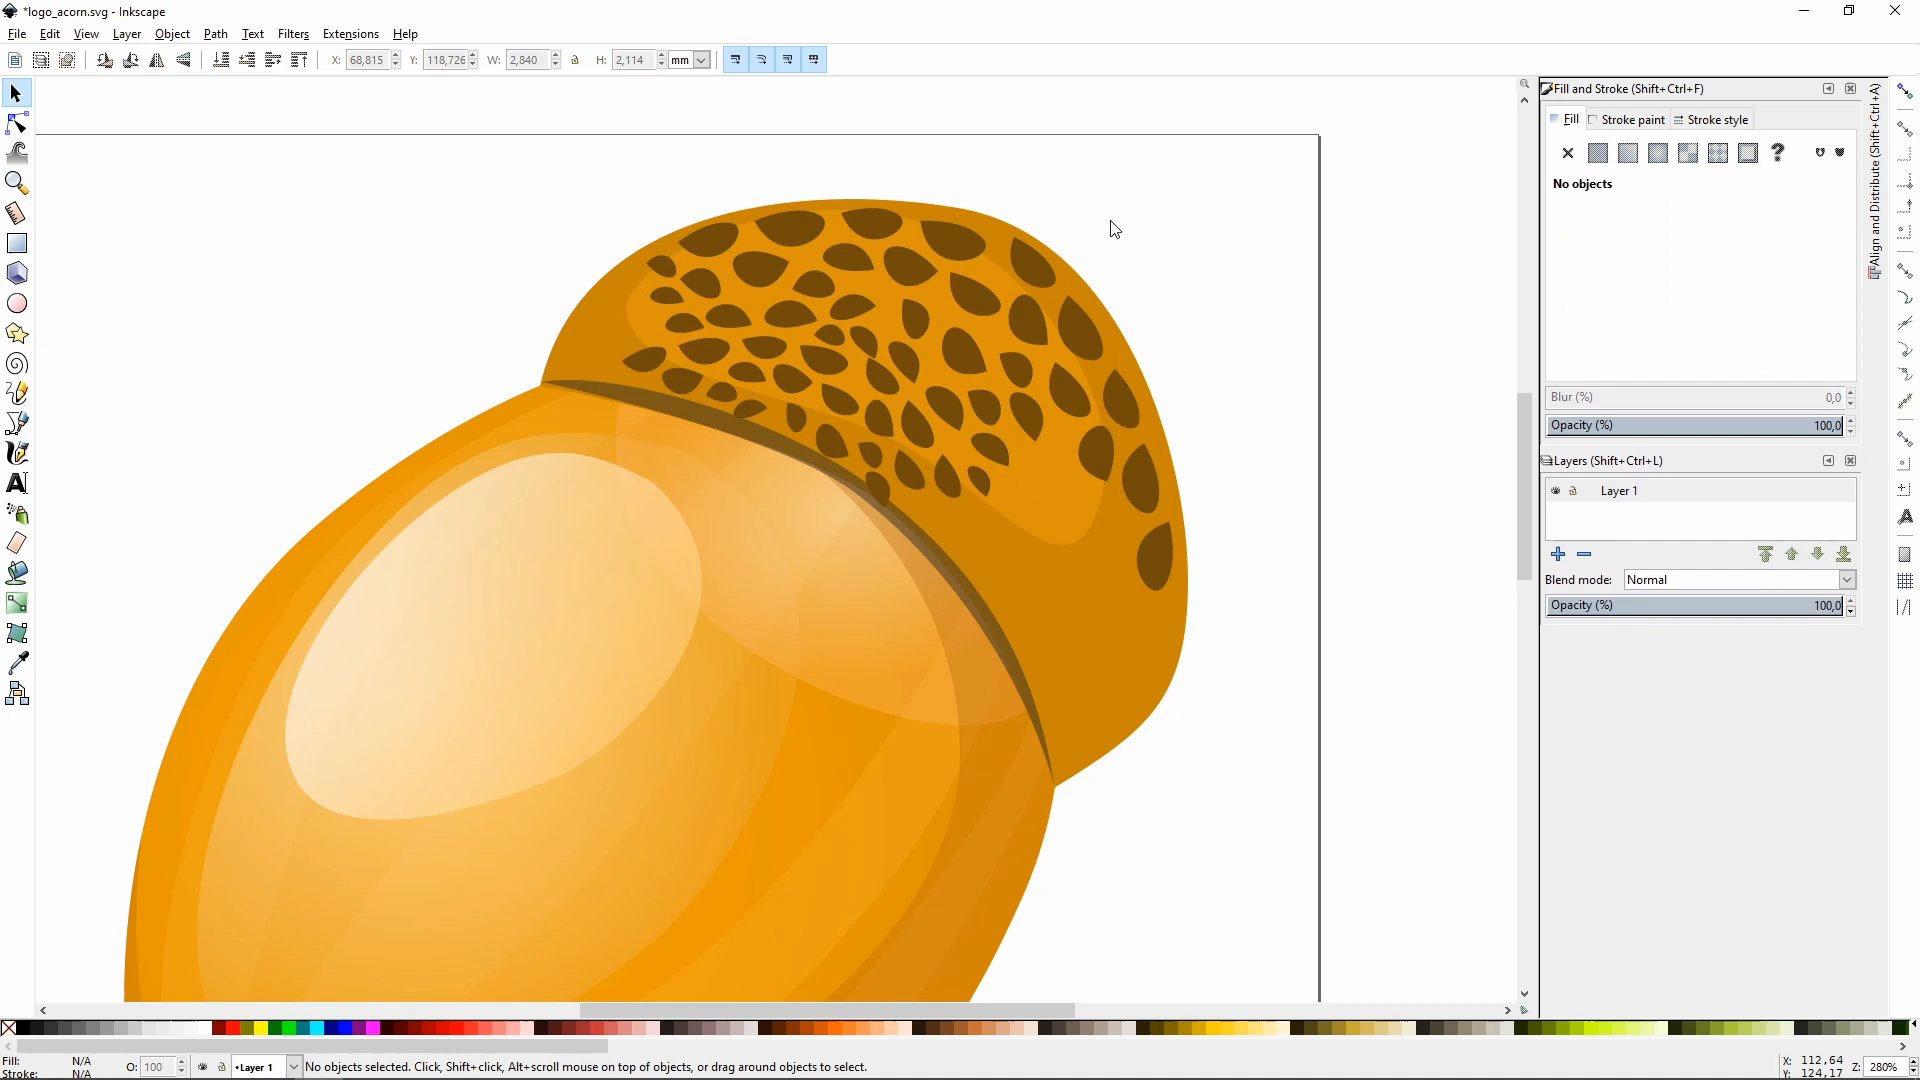 *logo_acorn.svg - Inkscape
File Edit View Layer Object Path Text Filters Extensions Help
X: 68,815 Y: 118,726 W: 2,840 H: 2,114 mm
Fill and Stroke (Shift+Ctrl+F)
Fill Stroke paint Stroke style
No objects
Align and Distribute (Shift+Ctrl+A)
Blur (%) 0,0
Opacity (%) 100,0
Layers (Shift+Ctrl+L)
Layer 1
Blend mode: Normal
Opacity (%) 100,0
Fill: N/A
Stroke: N/A
O: 100
•Layer 1
No objects selected. Click, Shift+click, Alt+scroll mouse on top of objects, or drag around objects to select.
X: 112,64
Y: 124,17
Z: 280%